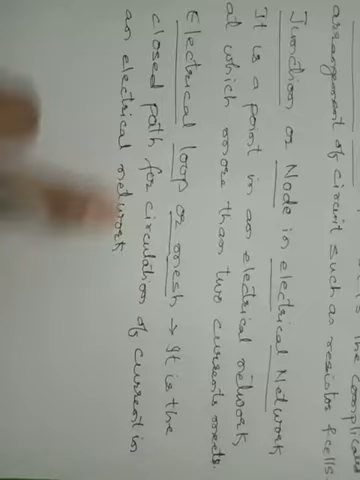 the complicated
arrangement of circuit such as resistor & cells.
Junction or Node in electrical Network
It is a point in an electrical network
at which more than two currents meets.
Electrical loop or mesh → It is the
closed path for circulation of current in
an electrical network